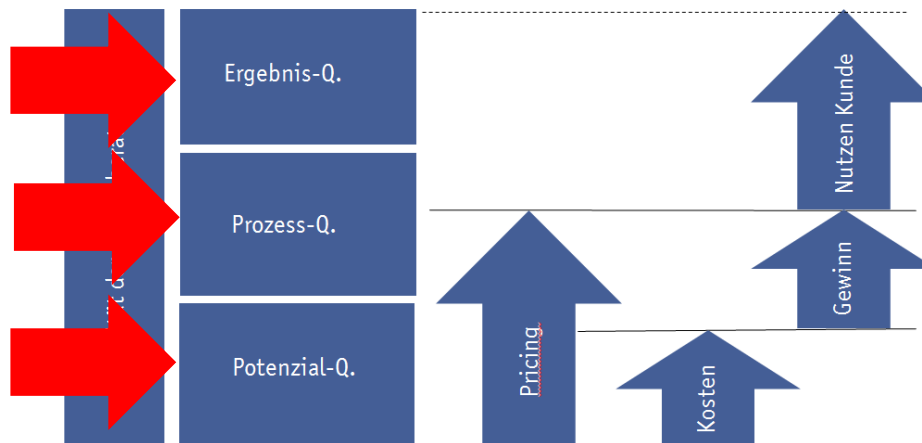 Ergebnis-Q.
Prozess-Q.
Potenzial-Q.
Pricing
Kosten
Gewinn
Nutzen Kunde